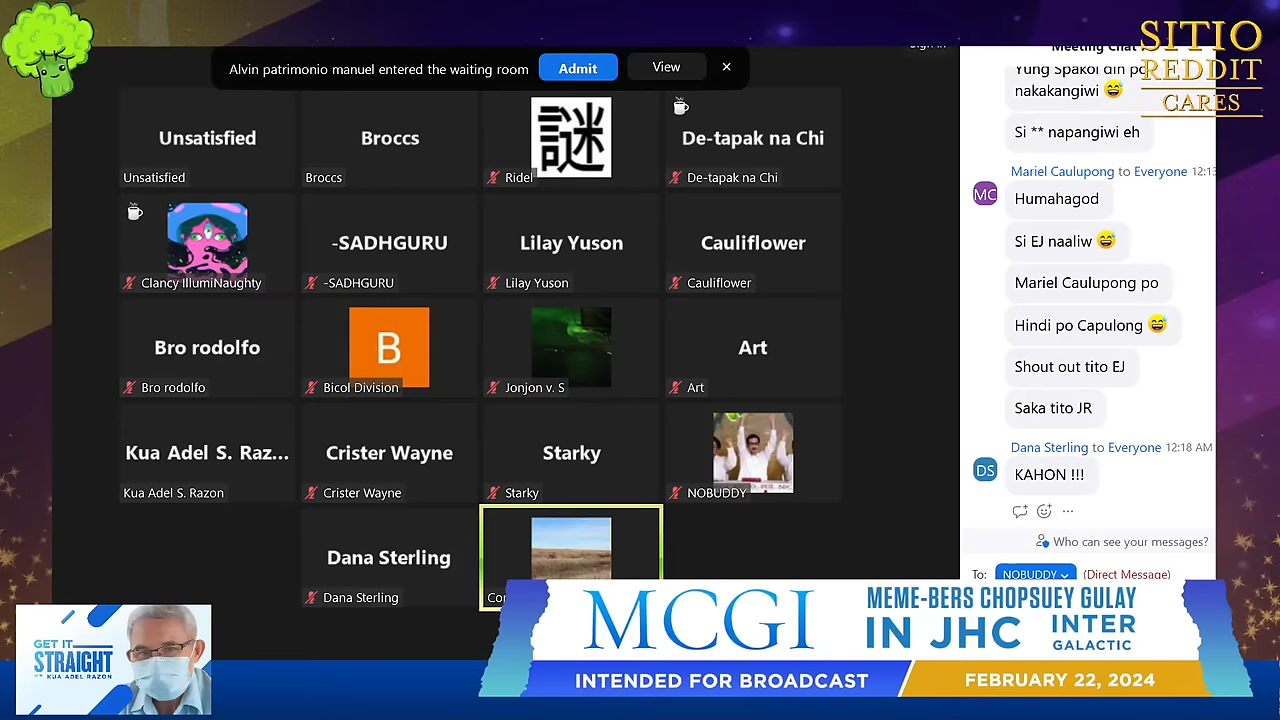 Sign in
Alvin patrimonio manuel entered the waiting room
Admit
View
SITIO
REDDIT
CARES
Meeting Chat
Unsatisfied
Unsatisfied
Broccs
Broccs
謎
Ridel
De-tapak na Chi
De-tapak na Chi
Clancy IllumiNaughty
-SADHGURU
-SADHGURU
Lilay Yuson
Lilay Yuson
Cauliflower
Cauliflower
Bro rodolfo
Bro rodolfo
B
Bicol Division
Jonjon v. S
Art
Art
Kua Adel S. Raz...
Kua Adel S. Razon
Crister Wayne
Crister Wayne
Starky
Starky
NOBUDDY
Dana Sterling
Dana Sterling
Yung Spakol din po
nakakangiwi 😅
Si ** napangiwi eh
Mariel Caulupong to Everyone 12:13
MC
Humahagod
Si EJ naaliw 😅
Mariel Caulupong po
Hindi po Capulong 😅
Shout out tito EJ
Saka tito JR
Dana Sterling to Everyone 12:18 AM
DS
KAHON !!!
Who can see your messages?
To: NOBUDDY (Direct Message)
GET IT
STRAIGHT
KUA ADEL RAZON
MCGI
MEME-BERS CHOPSUEY GULAY
IN JHC INTER
GALACTIC
INTENDED FOR BROADCAST
FEBRUARY 22, 2024